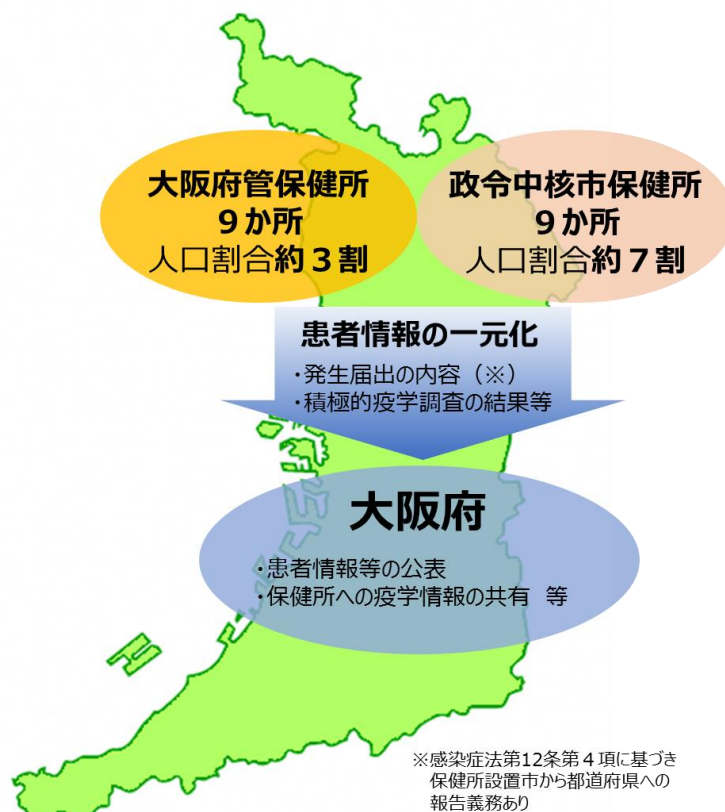 大阪府管保健所
９か所
人口割合約３割
政令中核市保健所
９か所
人口割合約７割
患者情報の一元化
・発生届出の内容（※）
・積極的疫学調査の結果等
大阪府
・患者情報等の公表
・保健所への疫学情報の共有　等
※感染症法第12条第４項に基づき
保健所設置市から都道府県への
報告義務あり